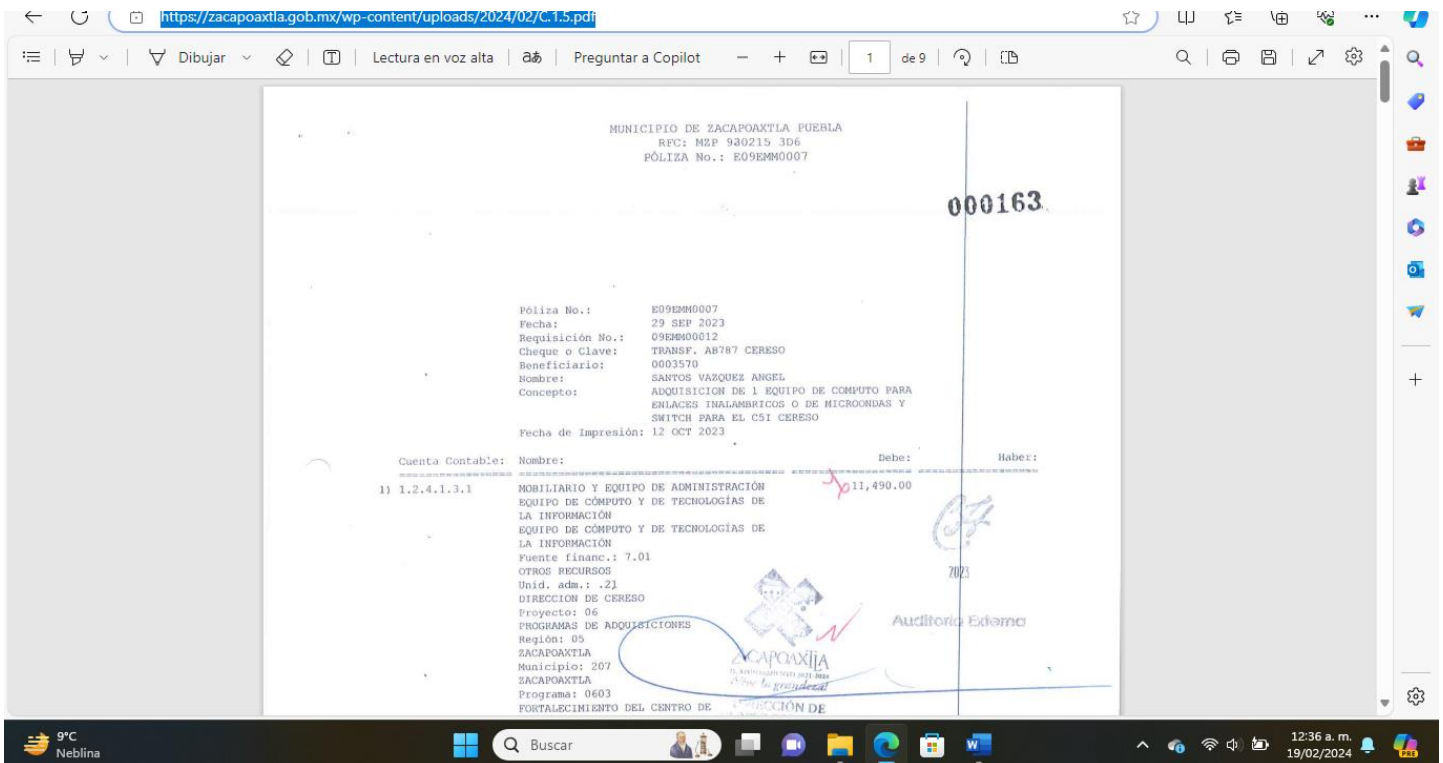 https://zacapoaxtla.gob.mx/wp-content/uploads/2024/02/C.1.5.pdf
Dibujar
Lectura en voz alta
aあ
Preguntar a Copilot
1 de 9
MUNICIPIO DE ZACAPOAXTLA PUEBLA
RFC: MZP 930215 3D6
PÓLIZA No.: E09EMM0007
000163
Póliza No.: E09EMM0007
Fecha: 29 SEP 2023
Requisición No.: 09EMM00012
Cheque o Clave: TRANSF. AB787 CERESO
Beneficiario: 0003570
Nombre: SANTOS VAZQUEZ ANGEL
Concepto: ADQUISICION DE 1 EQUIPO DE COMPUTO PARA
ENLACES INALAMBRICOS O DE MICROONDAS Y
SWITCH PARA EL C5I CERESO
Fecha de Impresión: 12 OCT 2023
Cuenta Contable: Nombre: Debe: Haber:
1) 1.2.4.1.3.1 MOBILIARIO Y EQUIPO DE ADMINISTRACIÓN 11,490.00
EQUIPO DE CÓMPUTO Y DE TECNOLOGÍAS DE
LA INFORMACIÓN
EQUIPO DE CÓMPUTO Y DE TECNOLOGÍAS DE
LA INFORMACIÓN
Fuente financ.: 7.01
OTROS RECURSOS
2023
Unid. adm.: .21
DIRECCION DE CERESO
Proyecto: 06
PROGRAMAS DE ADQUISICIONES
Auditoria Externa
Región: 05
ZACAPOAXTLA
ZACAPOAXTLA
Municipio: 207
ZACAPOAXTLA
¡Vive la grandeza!
Programa: 0603
FORTALECIMIENTO DEL CENTRO DE
DIRECCIÓN DE
9°C
Neblina
Buscar
12:36 a. m.
19/02/2024
PRE